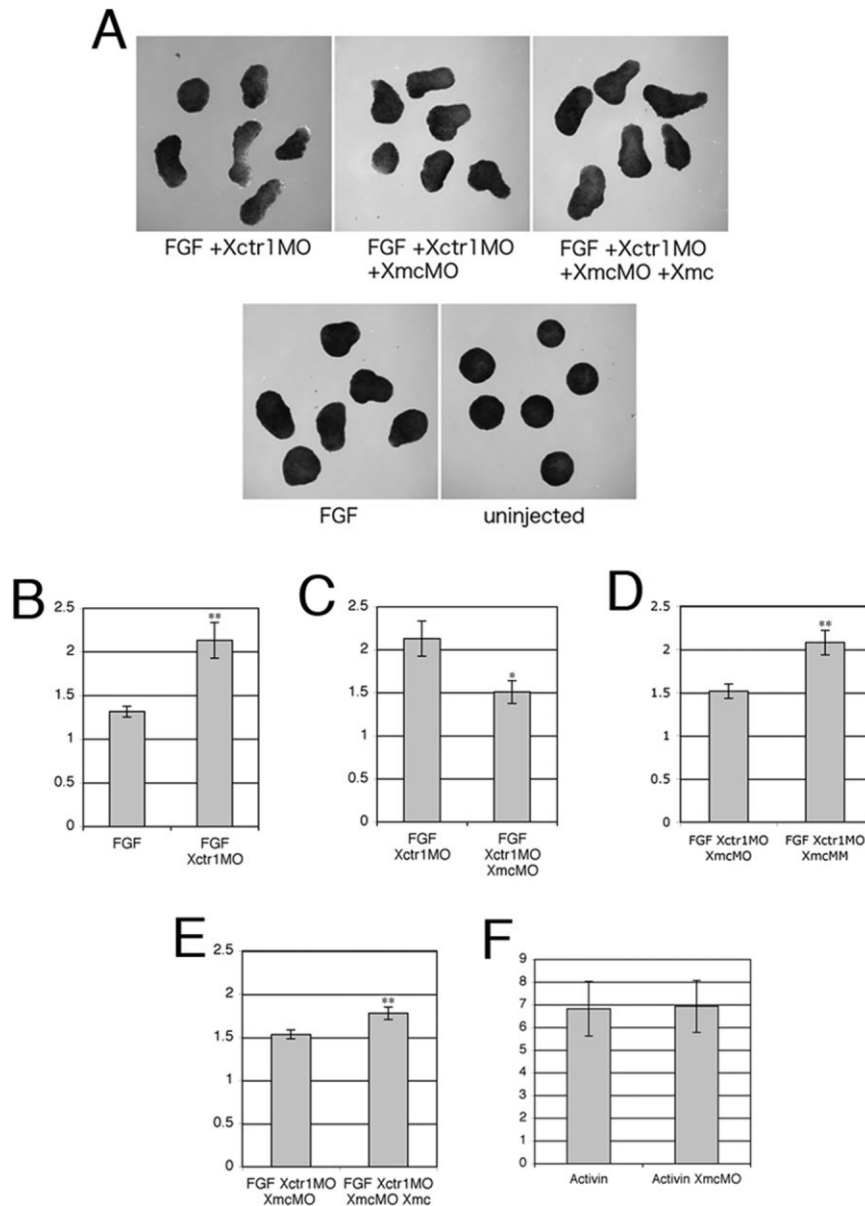 A
FGF +Xctr1MO
FGF +Xctr1MO
+XmcMO
FGF +Xctr1MO
+XmcMO +Xmc
FGF
uninjected
B
2.5
2
1.5
1
0.5
0
**
FGF
FGF
Xctr1MO
C
2.5
2
1.5
1
0.5
0
*
FGF
Xctr1MO
FGF
Xctr1MO
XmcMO
D
2.5
2
1.5
1
0.5
0
**
FGF Xctr1MO
XmcMO
FGF Xctr1MO
XmcMM
E
2.5
2
1.5
1
0.5
0
**
FGF Xctr1MO
XmcMO
FGF Xctr1MO
XmcMO Xmc
F
9
8
7
6
5
4
3
2
1
0
Activin
Activin XmcMO